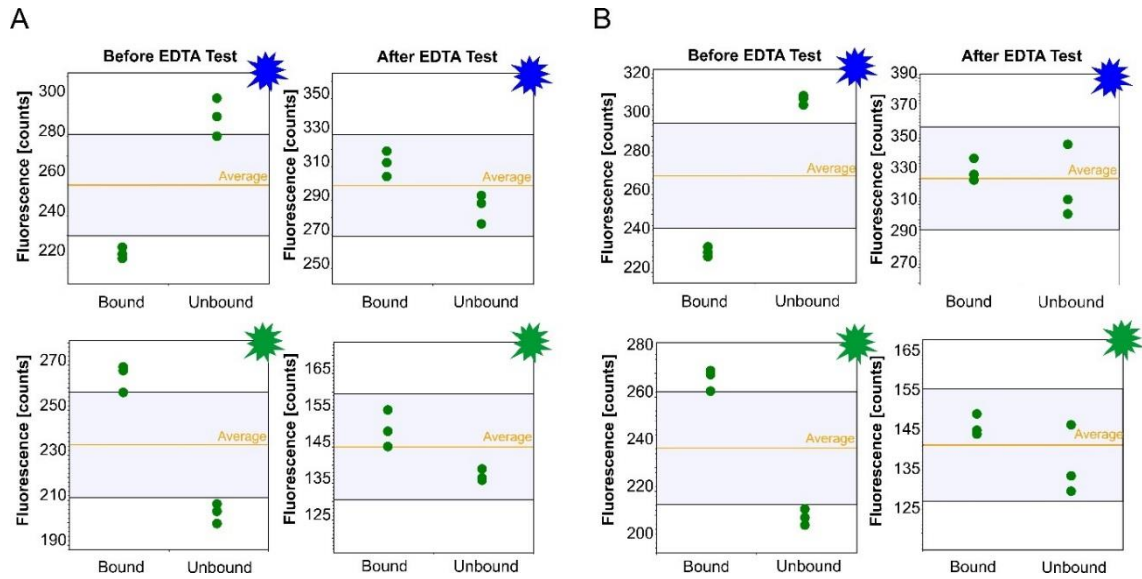 A
B
Before EDTA Test
After EDTA Test
Before EDTA Test
After EDTA Test
Fluorescence [counts]
300
280
260
240
220
Average
Bound
Unbound
Fluorescence [counts]
350
330
310
290
270
250
Average
Bound
Unbound
Fluorescence [counts]
320
300
280
260
240
220
Average
Bound
Unbound
Fluorescence [counts]
390
370
350
330
310
290
270
Average
Bound
Unbound
Fluorescence [counts]
270
250
230
210
190
Average
Bound
Unbound
Fluorescence [counts]
165
155
145
135
125
Average
Bound
Unbound
Fluorescence [counts]
280
260
240
220
200
Average
Bound
Unbound
Fluorescence [counts]
165
155
145
135
125
Average
Bound
Unbound